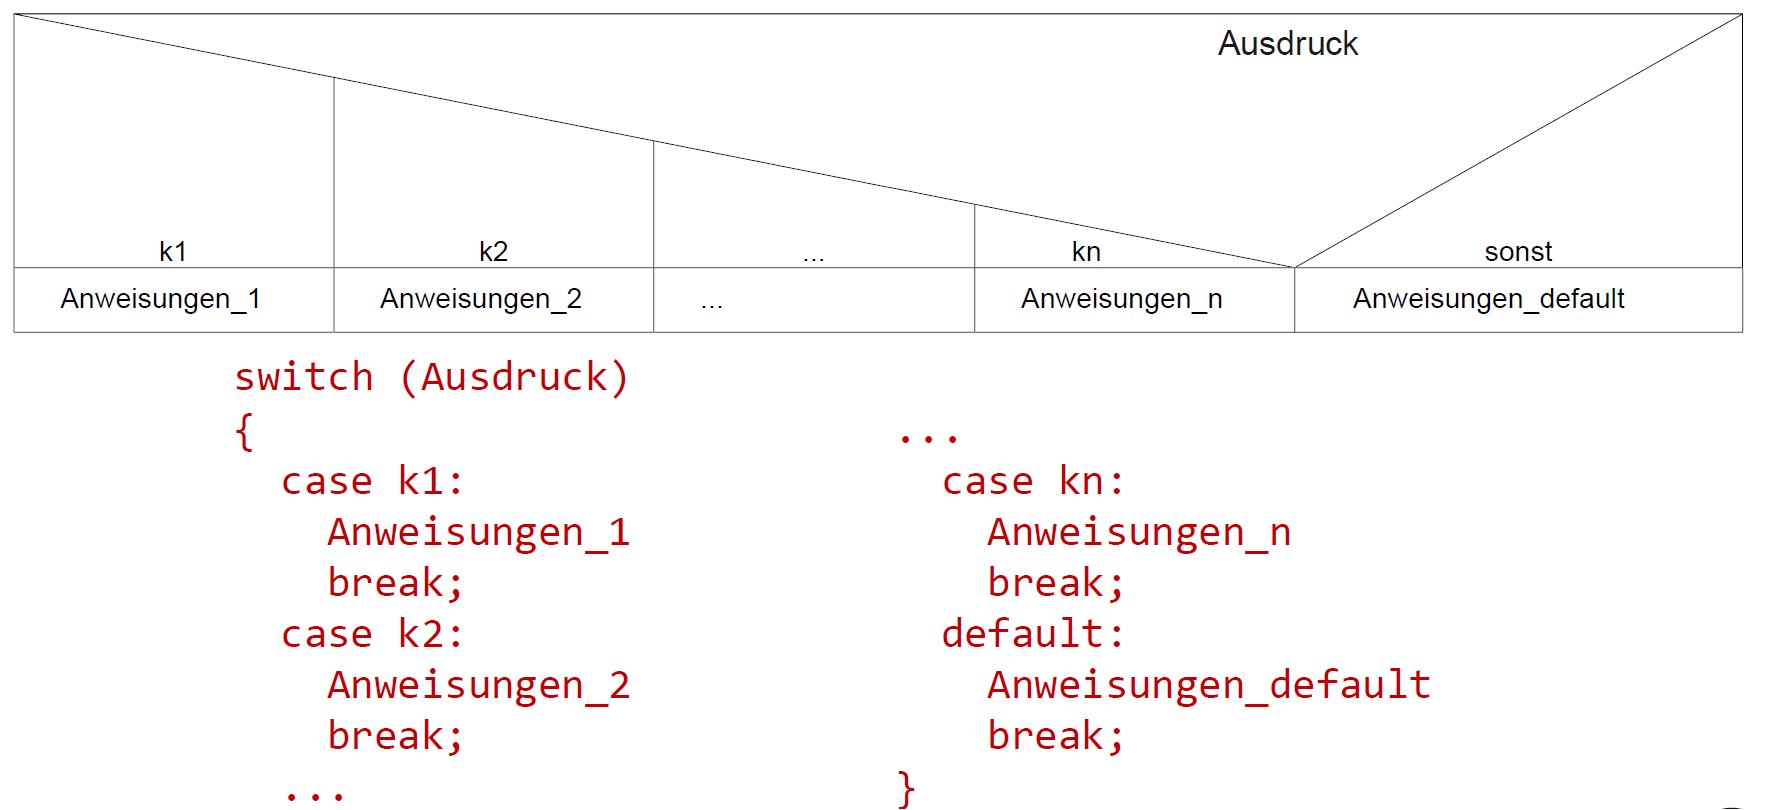 Ausdruck
k1 k2 ... kn sonst
Anweisungen_1 Anweisungen_2 ... Anweisungen_n Anweisungen_default
switch (Ausdruck)
{
case k1:
Anweisungen_1
break;
case k2:
Anweisungen_2
break;
...
...
case kn:
Anweisungen_n
break;
default:
Anweisungen_default
break;
}